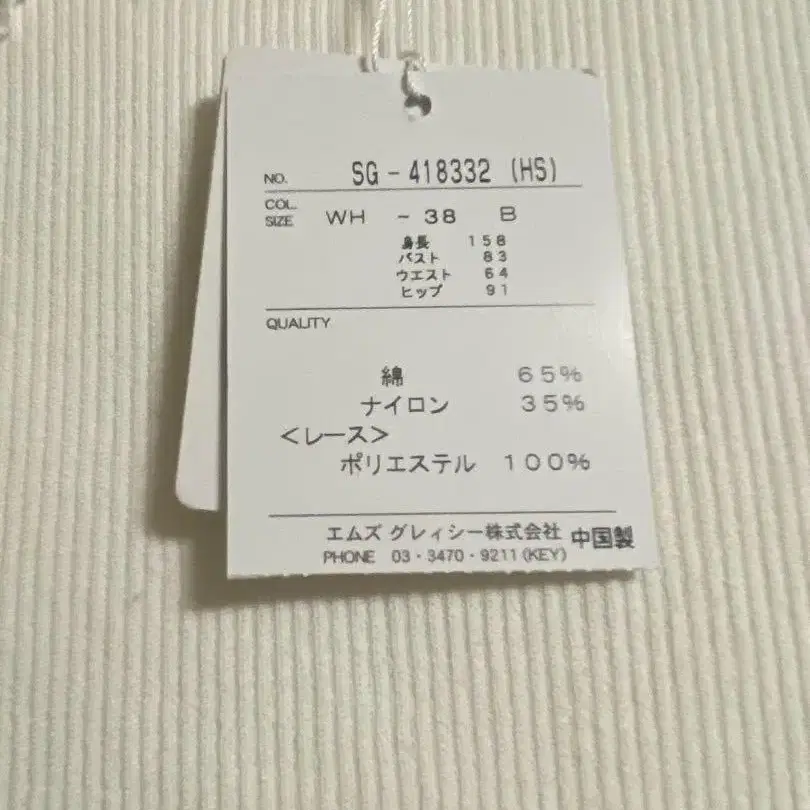 NO. SG-418332 (HS)
COL.
SIZE WH -38 B
身長 158
バスト 83
ウエスト 64
ヒップ 91
QUALITY
綿 65%
ナイロン 35%
<レース>
ポリエステル 100%
エムズ グレィシー株式会社 中国製
PHONE 03・3470・9211(KEY)